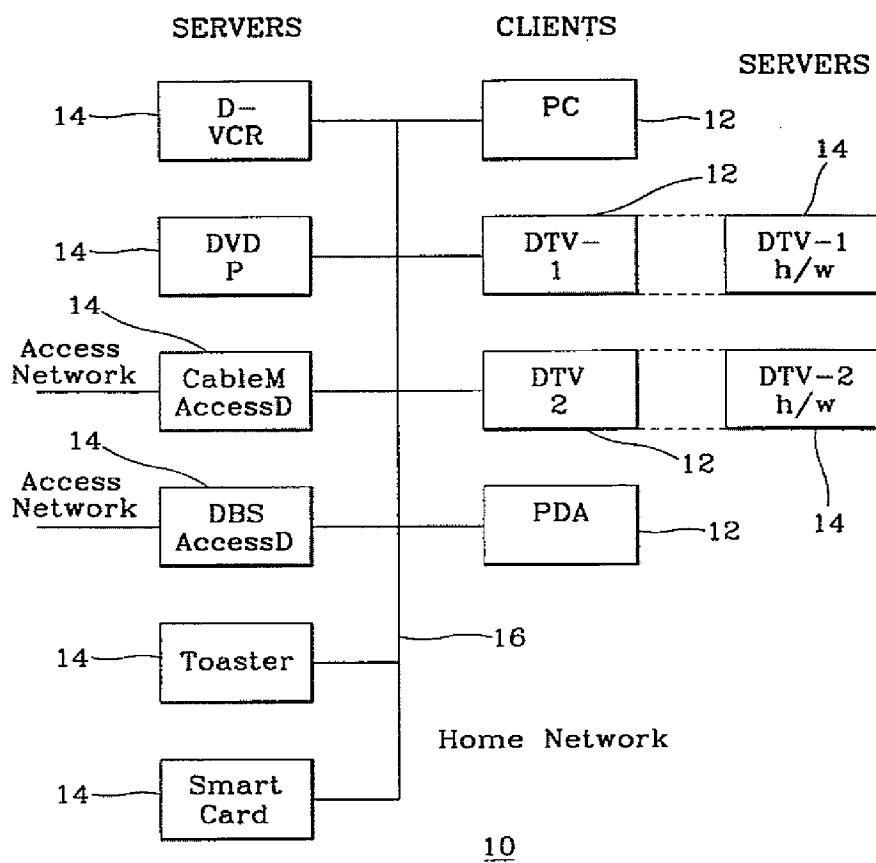 SERVERS
CLIENTS
SERVERS
14
D-
VCR
PC
12
12
14
14
DVD
P
DTV-
1
DTV-1
h/w
14
Access
Network
CableM
AccessD
DTV
2
DTV-2
h/w
14
12
Access
Network
DBS
AccessD
PDA
12
14
16
14
Toaster
Home Network
14
Smart
Card
10